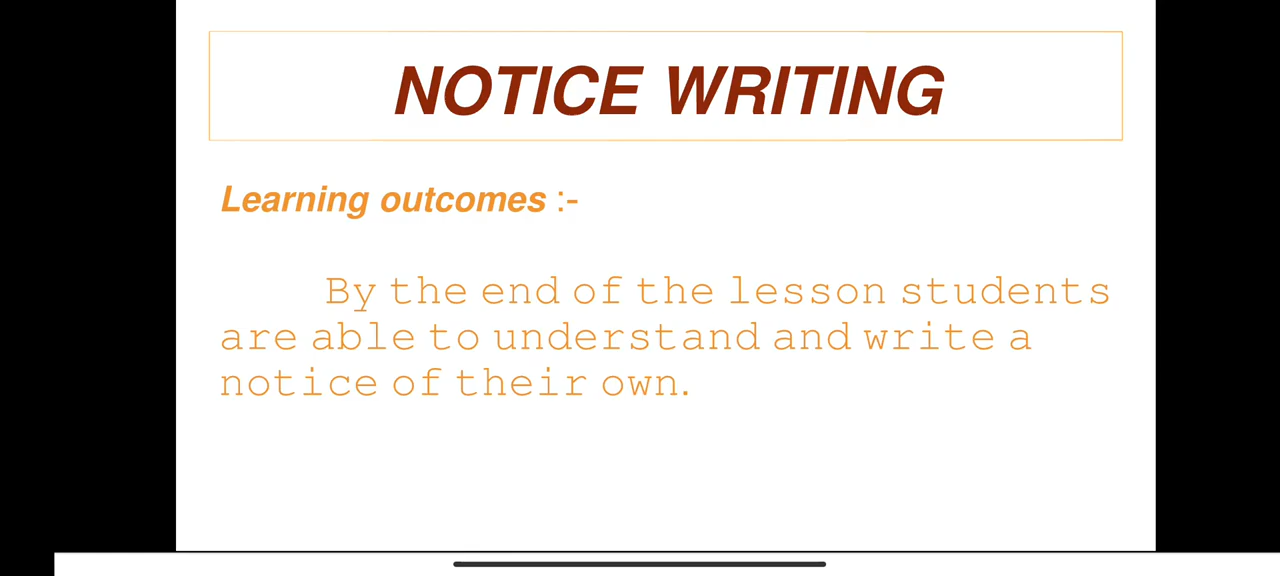 NOTICE WRITING
Learning outcomes :-
By the end of the lesson students
are able to understand and write a
notice of their own.